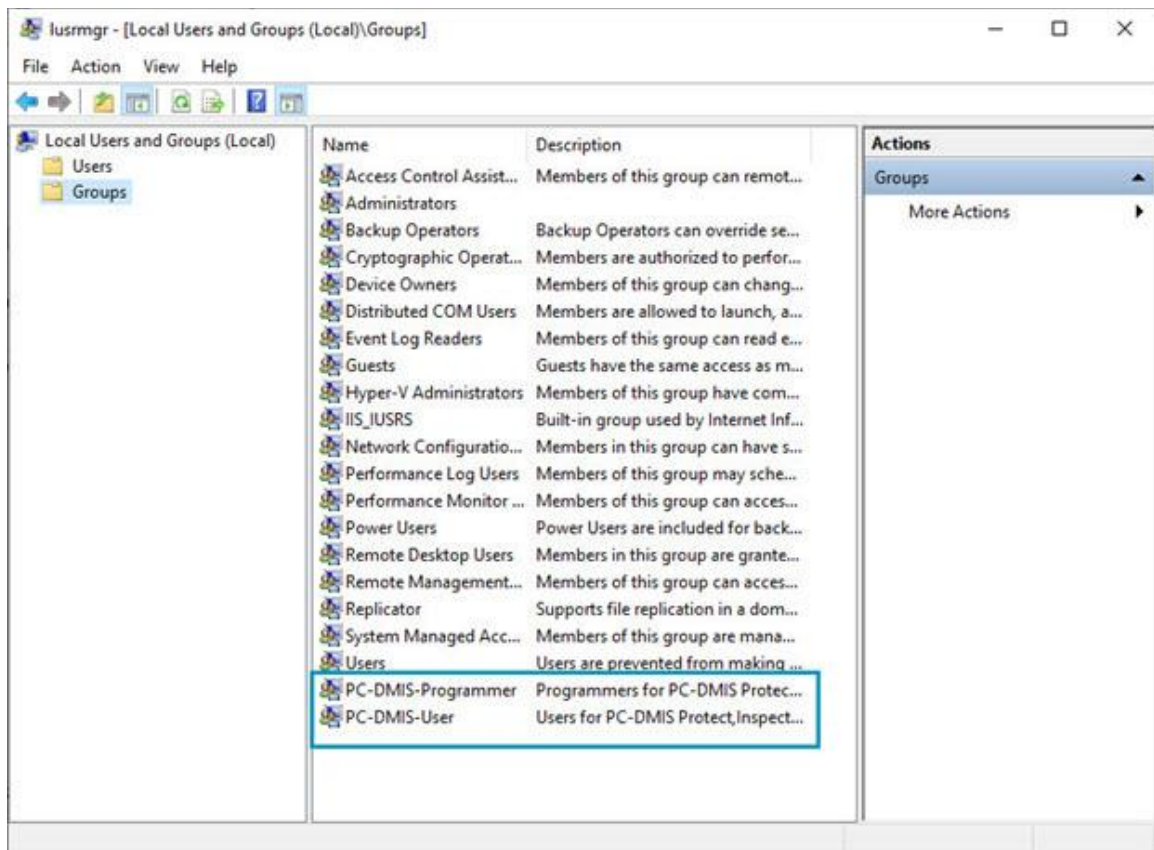 lusrmgr - [Local Users and Groups (Local)\Groups]
File Action View Help
Local Users and Groups (Local)
Users
Groups
Name Description
Access Control Assist... Members of this group can remot...
Administrators
Backup Operators Backup Operators can override se...
Cryptographic Operat... Members are authorized to perfor...
Device Owners Members of this group can chang...
Distributed COM Users Members are allowed to launch, a...
Event Log Readers Members of this group can read e...
Guests Guests have the same access as m...
Hyper-V Administrators Members of this group have com...
IIS_IUSRS Built-in group used by Internet Inf...
Network Configuratio... Members in this group can have s...
Performance Log Users Members of this group may sche...
Performance Monitor ... Members of this group can acces...
Power Users Power Users are included for back...
Remote Desktop Users Members in this group are grante...
Remote Management... Members of this group can acces...
Replicator Supports file replication in a dom...
System Managed Acc... Members of this group are mana...
Users Users are prevented from making ...
PC-DMIS-Programmer Programmers for PC-DMIS Protec...
PC-DMIS-User Users for PC-DMIS Protect,Inspect...
Actions
Groups
More Actions